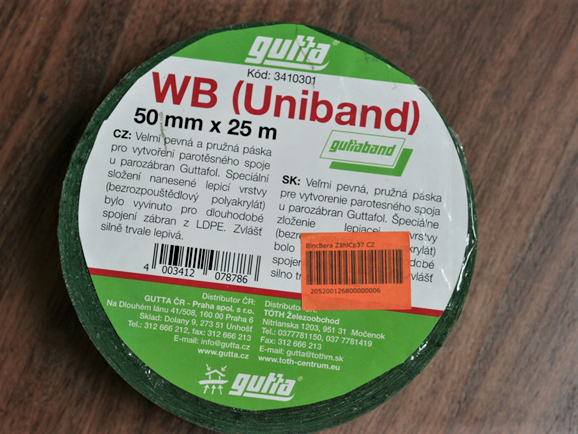 gutta
Kód: 3410301
WB (Uniband)
50 mm x 25 m
guttaband
CZ: Velmi pevná a pružná páska
pro vytvoření parotěsného spoje
u parozábran Guttafol. Speciální
složení nanesené lepicí vrstvy
(bezrozpouštědlový polyakrylát)
bylo vyvinuto pro dlouhodobé
spojení zábran z LDPE. Zvlášť
silně trvale lepivá.
SK: Veľmi pevná, pružná páska
pre vytvorenie parotesného spoja
u parozábran Guttafol. Špeciálne
zloženie lepiacej vrstvy
(bezro
bolo
spojen
silno t vlášť
4 003412 078786
205200126800000006
Distributor ČR:
GUTTA ČR - Praha spol. s r.o.
Na Dlouhém lánu 41/508, 160 00 Praha 6
Sklad: Dolany 9, 273 51 Unhošť
Tel.: 312 666 212, fax: 312 666 213
E-mail: info@gutta.cz
www.gutta.cz
Distributor SR:
TÓTH Železoobchod
Nitrianska 1203, 951 31 Močenok
Tel.: 0377781150, 037 7781419
Fax: 312 666 213
E-mail: gutta@tothm.sk
www.toth-centrum.eu
gutta